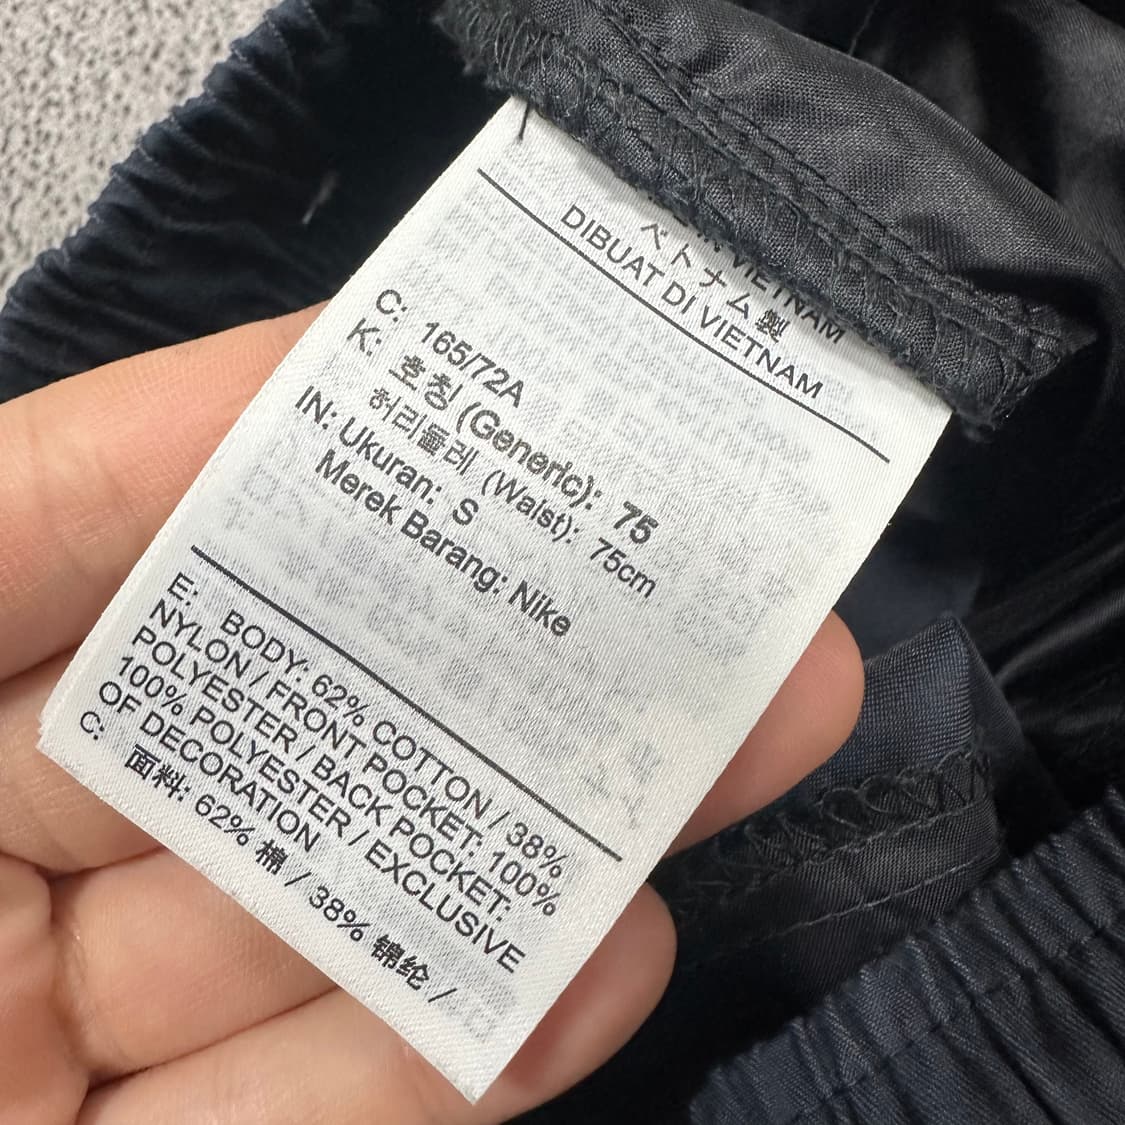 IN VIETNAM
ベトナム製
DIBUAT DI VIETNAM
C: 165/72A
K: 호칭 (Generic): 75
허리둘레 (Waist): 75cm
IN: Ukuran: S
Merek Barang: Nike
E: BODY: 62% COTTON / 38%
NYLON / FRONT POCKET: 100%
POLYESTER / BACK POCKET:
100% POLYESTER / EXCLUSIVE
OF DECORATION
C: 面料: 62% 棉 / 38% 锦纶 /